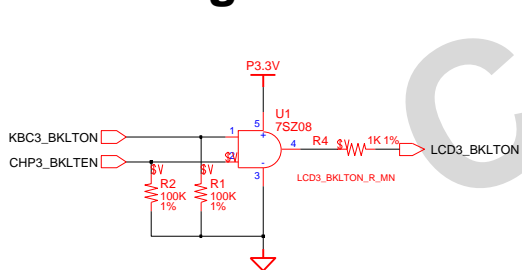 g
P3.3V
U1
7SZ08
5
+
KBC3_BKLTON
1
CHP3_BKLTEN
$V
2
4
R4
$V
1K 1%
LCD3_BKLTON
-
3
LCD3_BKLTON_R_MN
$V
R2
100K
1%
$V
R1
100K
1%
C